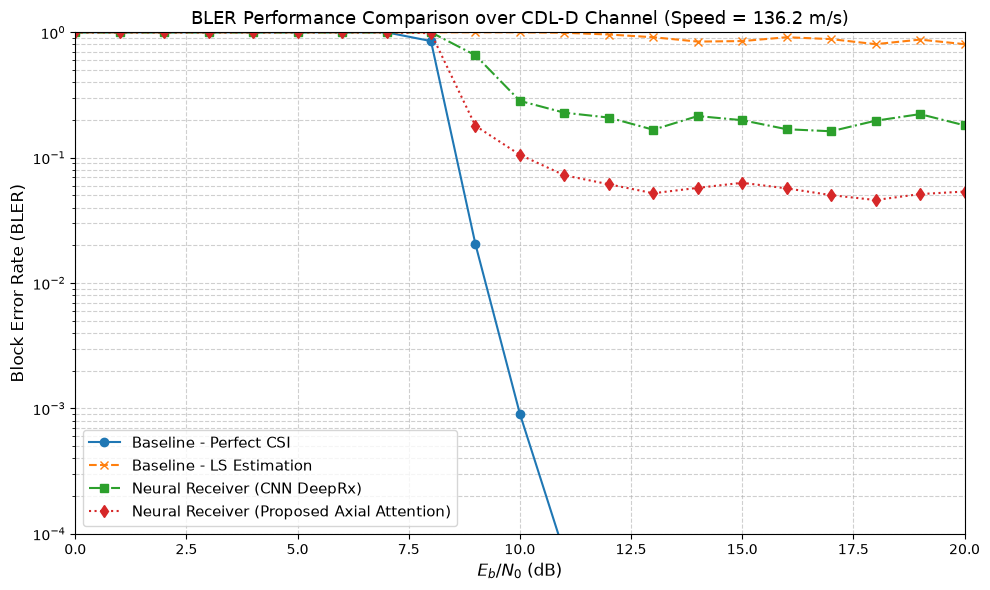 BLER Performance Comparison over CDL-D Channel (Speed = 136.2 m/s)
Block Error Rate (BLER)
10⁰
10⁻¹
10⁻²
10⁻³
10⁻⁴
Baseline - Perfect CSI
Baseline - LS Estimation
Neural Receiver (CNN DeepRx)
Neural Receiver (Proposed Axial Attention)
0.0 2.5 5.0 7.5 10.0 12.5 15.0 17.5 20.0
E_b/N_0 (dB)